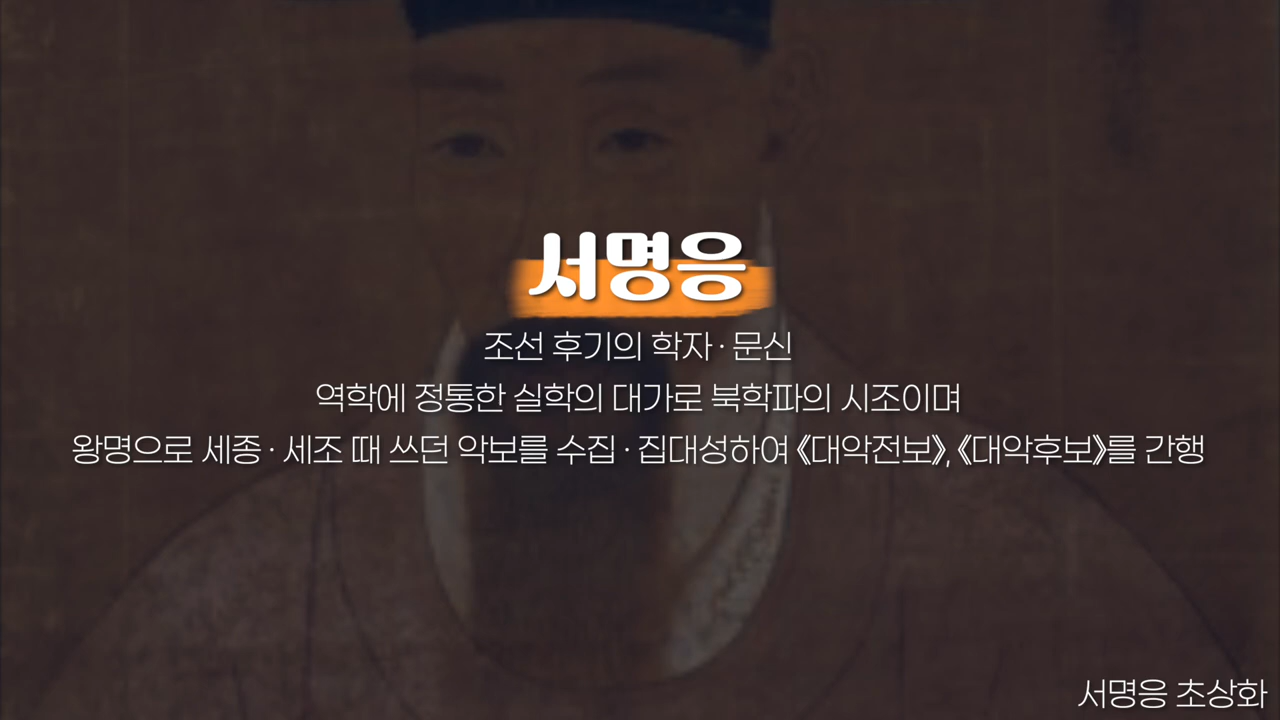 서명응
조선 후기의 학자 · 문신
역학에 정통한 실학의 대가로 북학파의 시조이며
왕명으로 세종 · 세조 때 쓰던 악보를 수집 · 집대성하여 《대악전보》, 《대악후보》를 간행
서명응 초상화